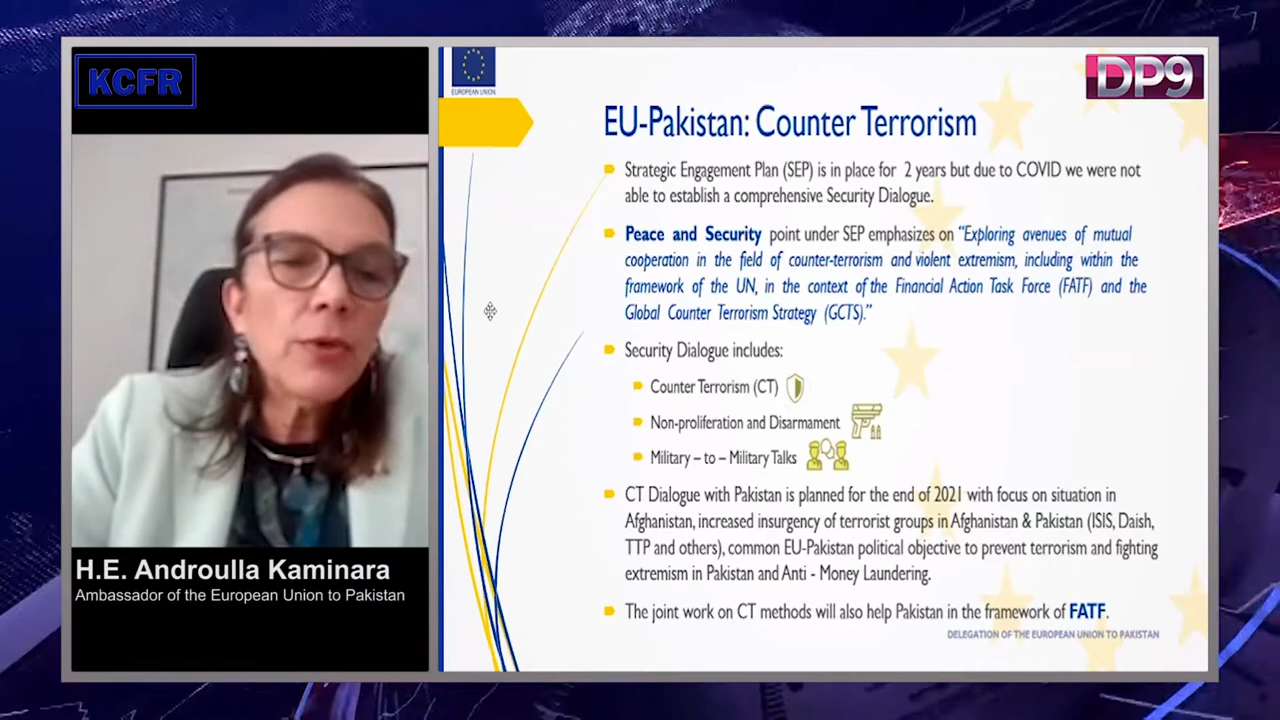 KCFR
H.E. Androulla Kaminara
Ambassador of the European Union to Pakistan
EUROPEAN UNION
DP9
EU-Pakistan: Counter Terrorism
Strategic Engagement Plan (SEP) is in place for 2 years but due to COVID we were not
able to establish a comprehensive Security Dialogue.
Peace and Security point under SEP emphasizes on “Exploring avenues of mutual
cooperation in the field of counter-terrorism and violent extremism, including within the
framework of the UN, in the context of the Financial Action Task Force (FATF) and the
Global Counter Terrorism Strategy (GCTS).”
Security Dialogue includes:
Counter Terrorism (CT)
Non-proliferation and Disarmament
Military – to – Military Talks
CT Dialogue with Pakistan is planned for the end of 2021 with focus on situation in
Afghanistan, increased insurgency of terrorist groups in Afghanistan & Pakistan (ISIS, Daish,
TTP and others), common EU-Pakistan political objective to prevent terrorism and fighting
extremism in Pakistan and Anti - Money Laundering.
The joint work on CT methods will also help Pakistan in the framework of FATF.
DELEGATION OF THE EUROPEAN UNION TO PAKISTAN